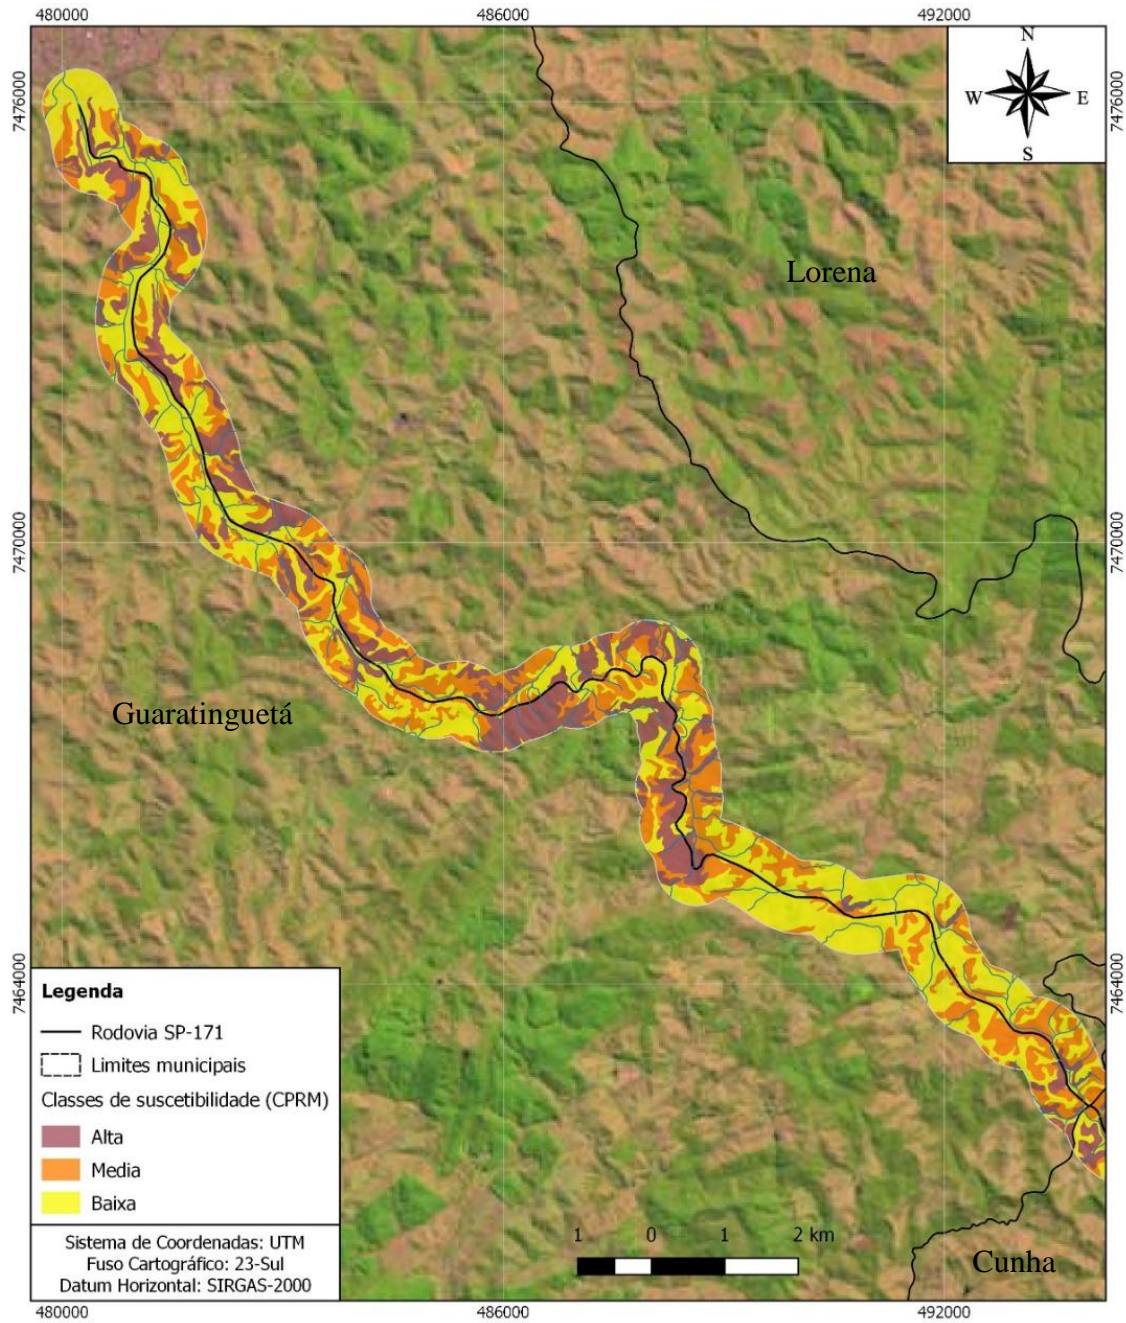 480000 486000 492000
N
W E
S
7476000 7476000
Lorena
7470000 7470000
Guaratinguetá
7464000 7464000
Legenda
Rodovia SP-171
Limites municipais
Classes de suscetibilidade (CPRM)
Alta
Media
Baixa
Sistema de Coordenadas: UTM
Fuso Cartográfico: 23-Sul
Datum Horizontal: SIRGAS-2000
1 0 1 2 km
Cunha
480000 486000 492000